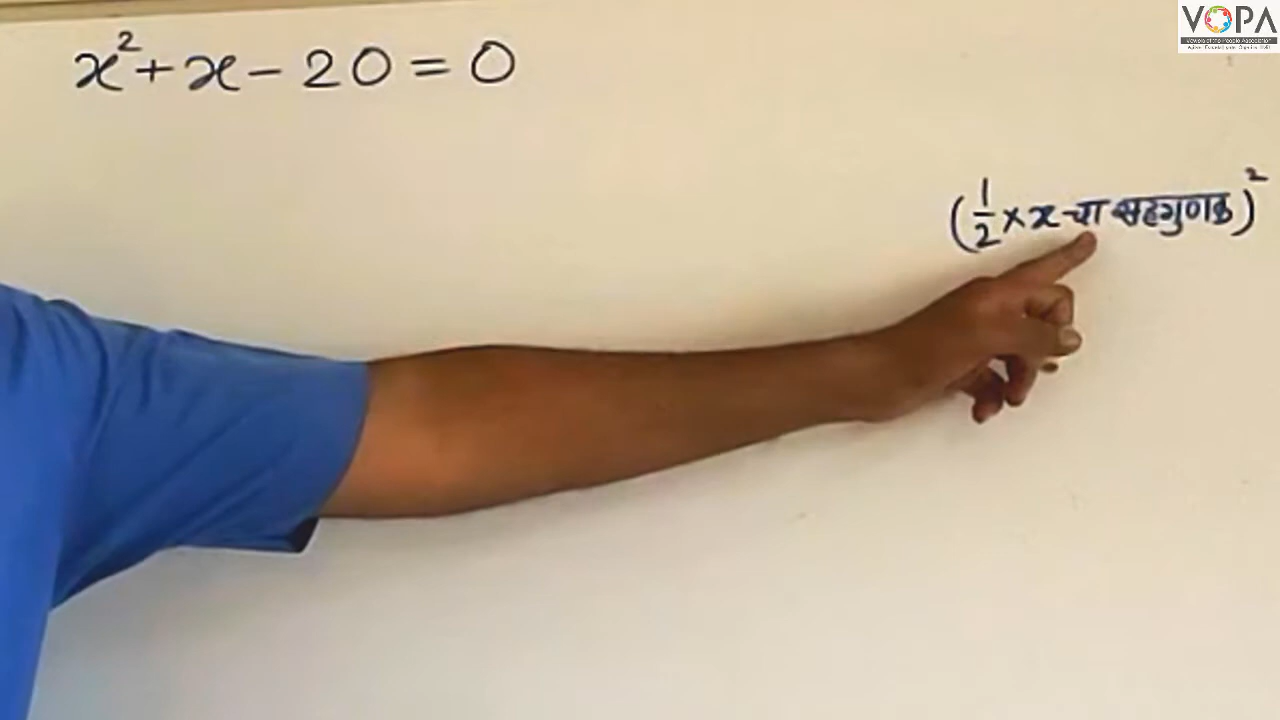 x² + x - 20 = 0
(1/2 × x चा सहगुणक)²
VOPA